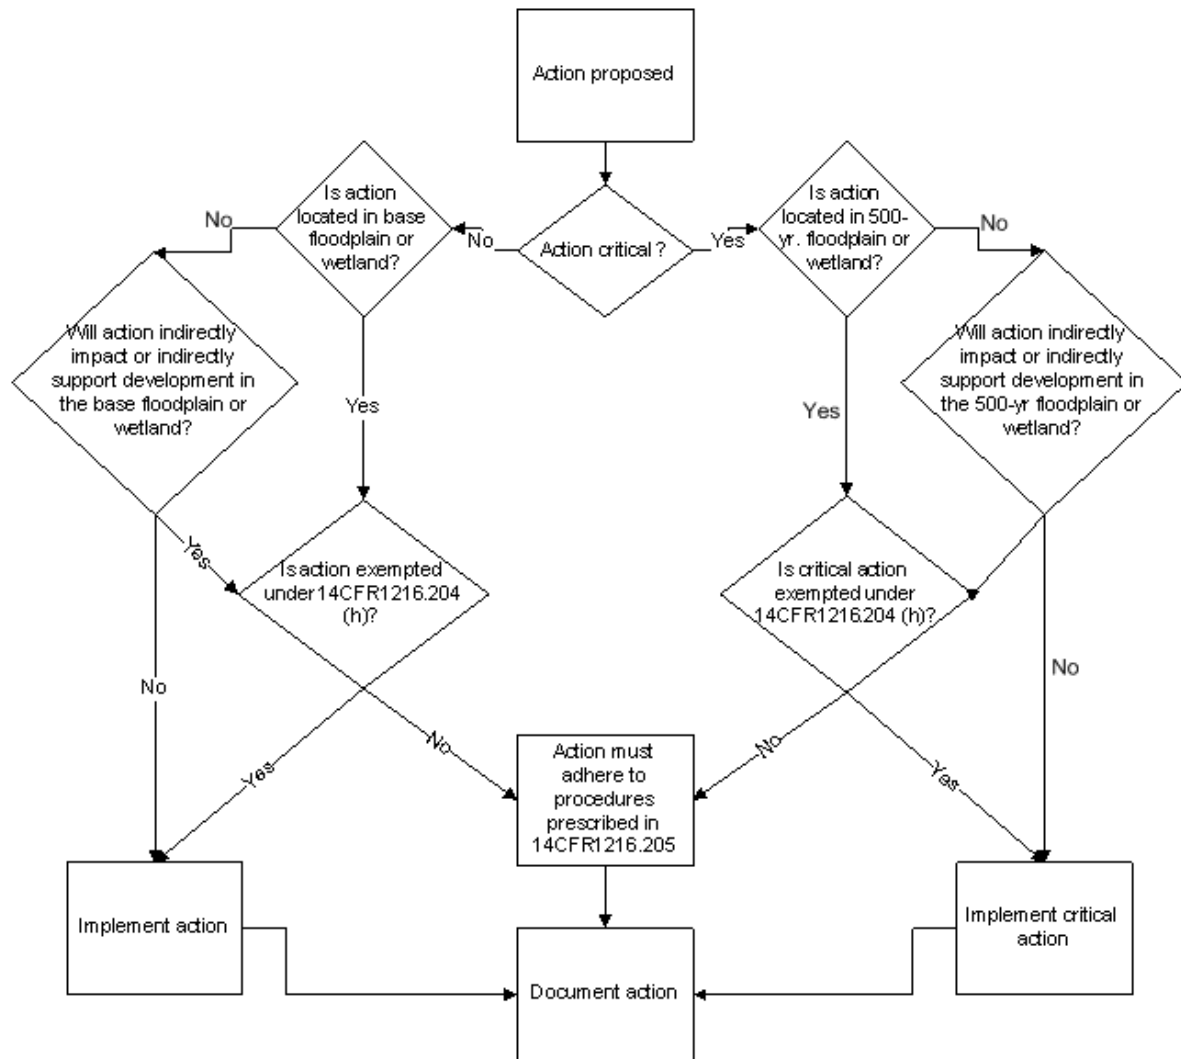 Action proposed
Is action
located in base
floodplain or
wetland?
No
No
Action critical ?
Yes
Is action
located in 500-
yr. floodplain or
wetland?
No
Will action indirectly
impact or indirectly
support development in
the base floodplain or
wetland?
Yes
Yes
Will action indirectly
impact or indirectly
support development in
the 500-yr floodplain or
wetland?
Yes
Is action exempted
under14CFR1216.204
(h)?
Is critical action
exempted under
14CFR1216.204 (h)?
No
No
No
Yes
Action must
adhere to
procedures
prescribed in
14CFR1216.205
No
Yes
Implement action
Implement critical
action
Document action